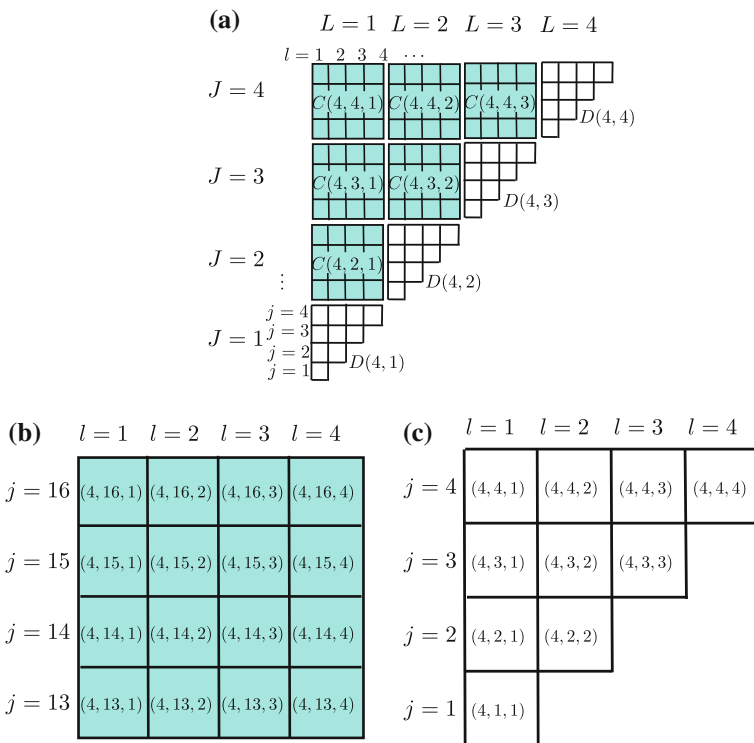 (a) L = 1 L = 2 L = 3 L = 4
l = 1 2 3 4 ⋯
J = 4 C(4, 4, 1) C(4, 4, 2) C(4, 4, 3) D(4, 4)
J = 3 C(4, 3, 1) C(4, 3, 2) D(4, 3)
J = 2 C(4, 2, 1) D(4, 2)
⋮
j = 4
J = 1 j = 3
j = 2 D(4, 1)
j = 1
(b) l = 1 l = 2 l = 3 l = 4
j = 16 (4, 16, 1) (4, 16, 2) (4, 16, 3) (4, 16, 4)
j = 15 (4, 15, 1) (4, 15, 2) (4, 15, 3) (4, 15, 4)
j = 14 (4, 14, 1) (4, 14, 2) (4, 14, 3) (4, 14, 4)
j = 13 (4, 13, 1) (4, 13, 2) (4, 13, 3) (4, 13, 4)
(c) l = 1 l = 2 l = 3 l = 4
j = 4 (4, 4, 1) (4, 4, 2) (4, 4, 3) (4, 4, 4)
j = 3 (4, 3, 1) (4, 3, 2) (4, 3, 3)
j = 2 (4, 2, 1) (4, 2, 2)
j = 1 (4, 1, 1)